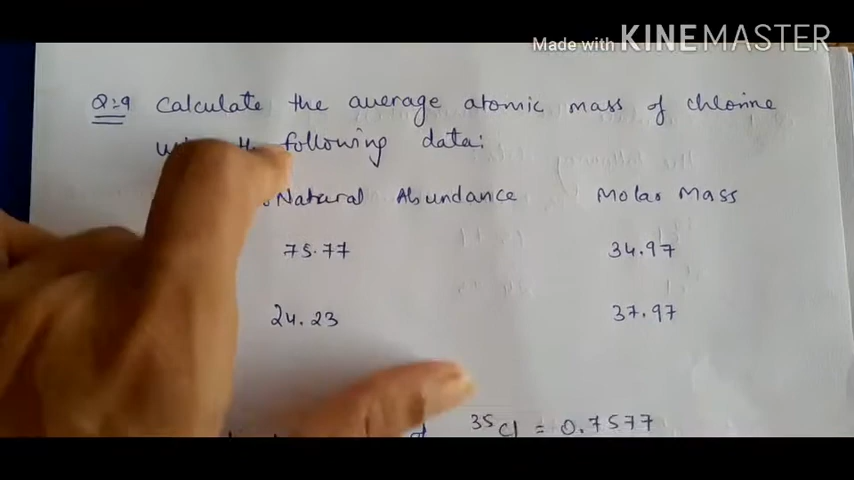 Made with KINEMASTER
Q:9 Calculate the average atomic mass of chlorine
following data:
Natural Abundance Molar Mass
75.77 34.97
24.23 37.97
³⁵Cl = 0.7577